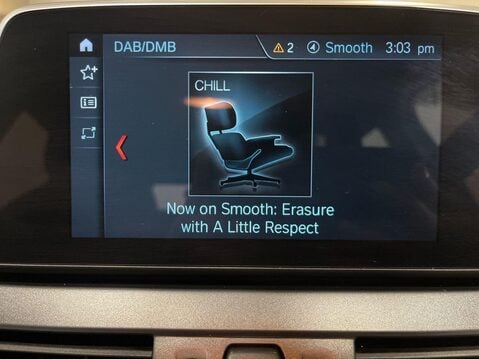 DAB/DMB
2
Smooth
3:03 pm
CHILL
Now on Smooth: Erasure
with A Little Respect